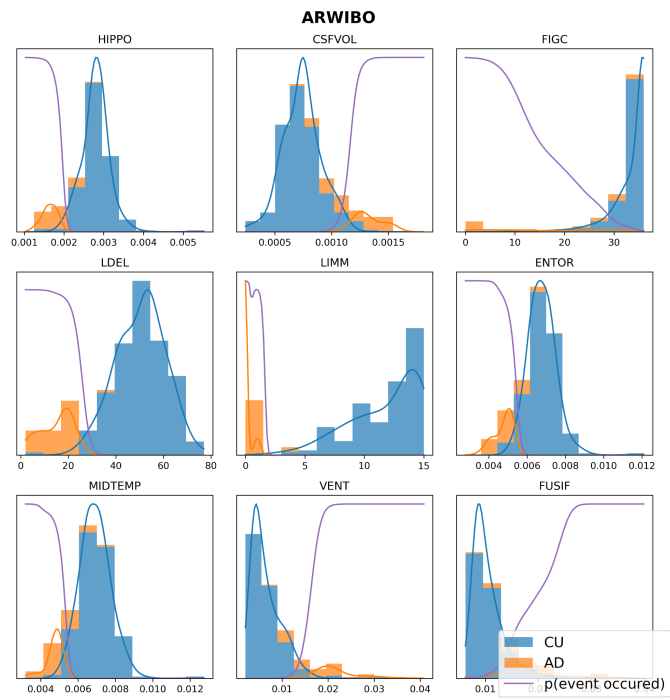 ARWIBO
HIPPO CSFVOL FIGC
0.001 0.002 0.003 0.004 0.005 0.0005 0.0010 0.0015 0 10 20 30
LDEL LIMM ENTOR
0 20 40 60 80 0 5 10 15 0.004 0.006 0.008 0.010 0.012
MIDTEMP VENT FUSIF
CU
AD
p(event occured)
0.004 0.006 0.008 0.010 0.012 0.01 0.02 0.03 0.04 0.01